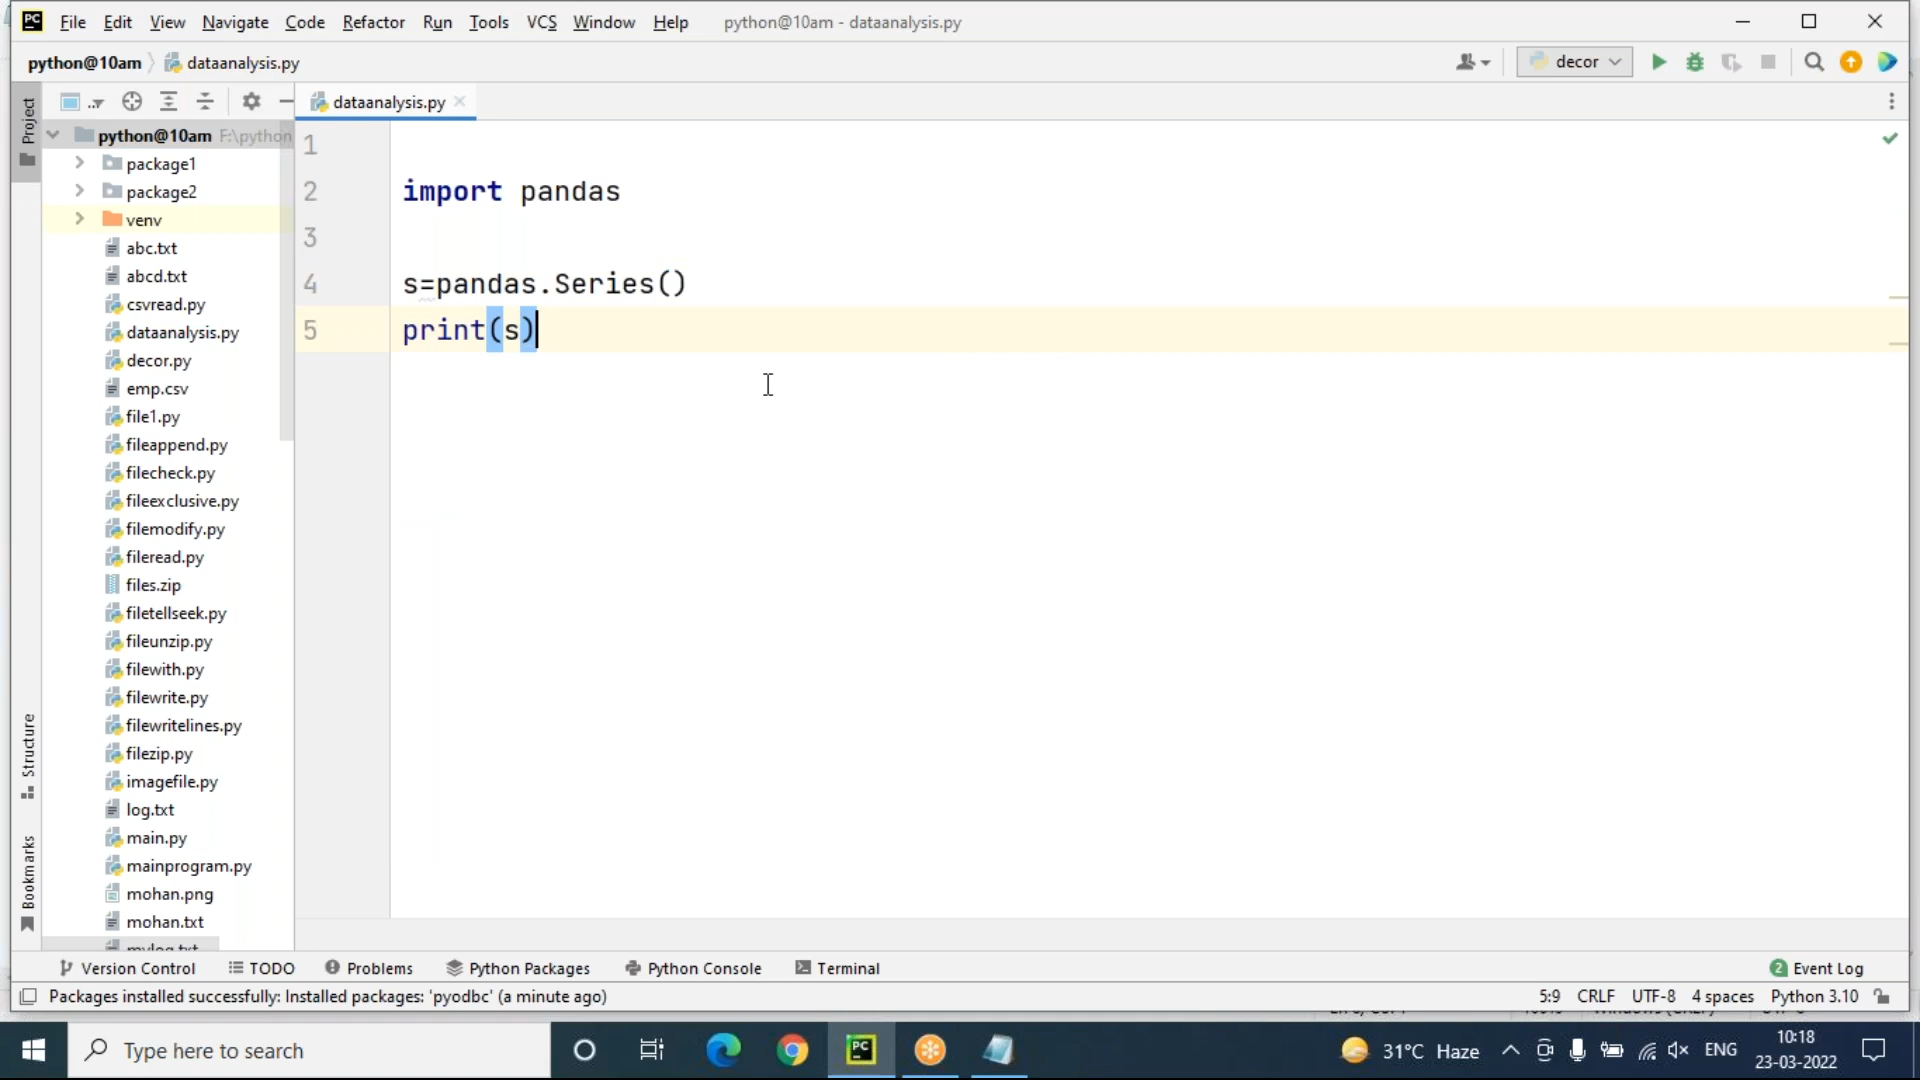 PC File Edit View Navigate Code Refactor Run Tools VCS Window Help python@10am - dataanalysis.py
python@10am dataanalysis.py decor
Project
dataanalysis.py
python@10am F:\python
package1
package2
venv
abc.txt
abcd.txt
csvread.py
dataanalysis.py
decor.py
emp.csv
file1.py
fileappend.py
filecheck.py
fileexclusive.py
filemodify.py
fileread.py
files.zip
filetellseek.py
fileunzip.py
filewith.py
filewrite.py
filewritelines.py
filezip.py
imagefile.py
log.txt
main.py
mainprogram.py
mohan.png
mohan.txt
mylog.txt
1
2 import pandas
3
4 s=pandas.Series()
5 print(s)
Structure
Bookmarks
Version Control TODO Problems Python Packages Python Console Terminal 2 Event Log
Packages installed successfully: Installed packages: 'pyodbc' (a minute ago) 5:9 CRLF UTF-8 4 spaces Python 3.10
Type here to search PC 31°C Haze ENG 10:18
23-03-2022